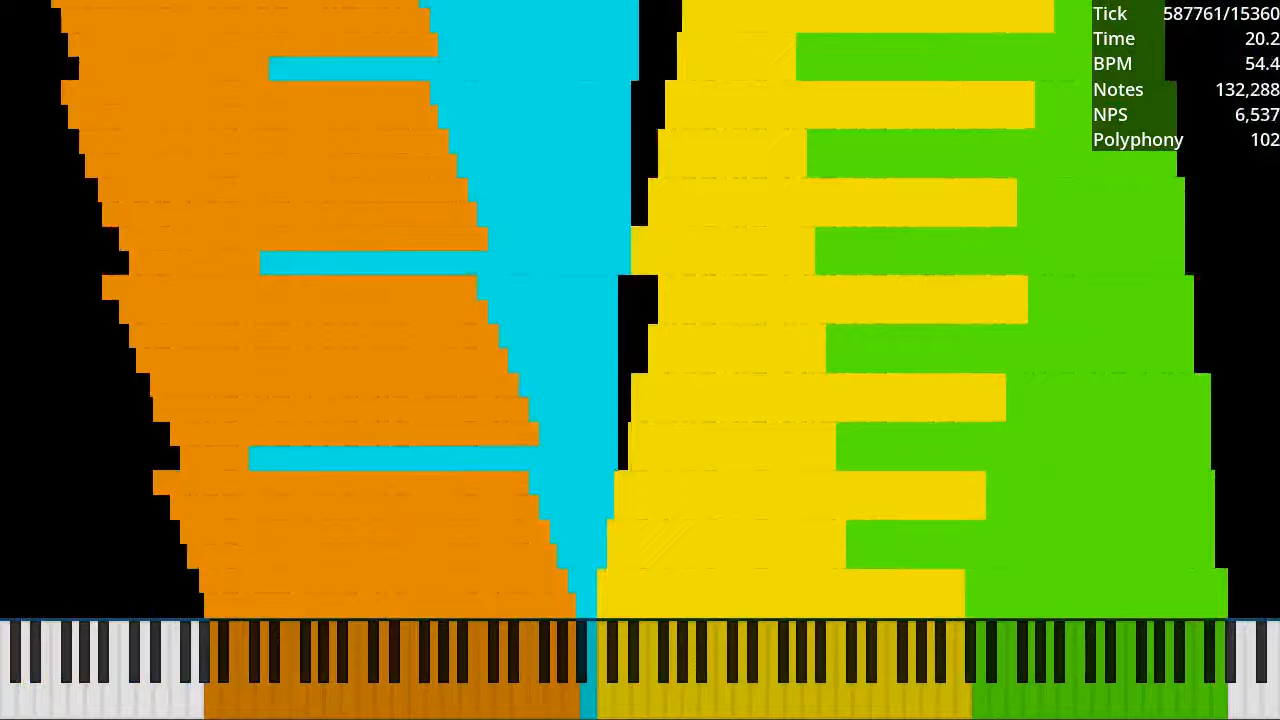 Tick 587761/15360
Time 20.2
BPM 54.4
Notes 132,288
NPS 6,537
Polyphony 102